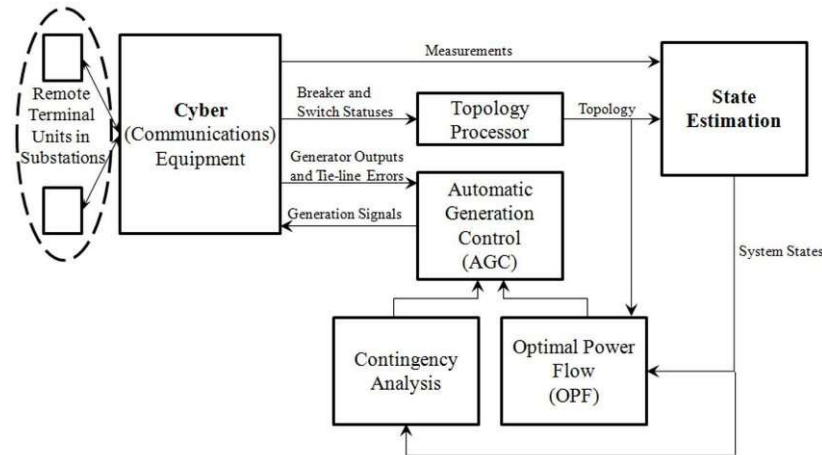 Remote
Terminal
Units in
Substations
Cyber
(Communications)
Equipment
Measurements
Breaker and
Switch Statuses
Topology
Processor
Topology
State
Estimation
Generator Outputs
and Tie-line Errors
Generation Signals
Automatic
Generation
Control
(AGC)
System States
Contingency
Analysis
Optimal Power
Flow
(OPF)